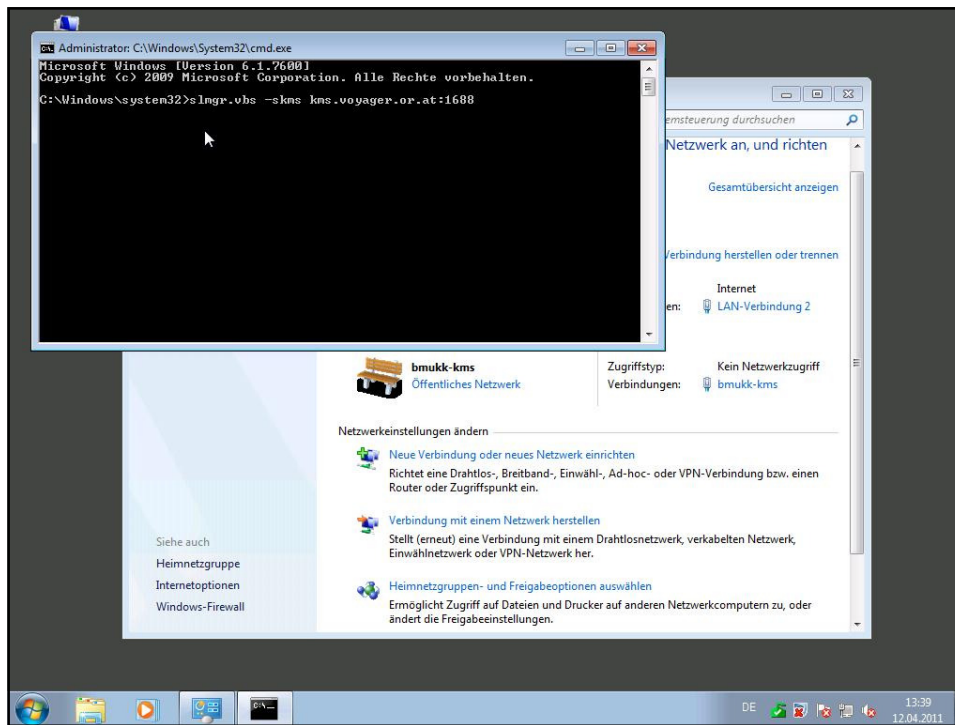 Administrator: C:\Windows\System32\cmd.exe
Microsoft Windows [Version 6.1.7600]
Copyright (c) 2009 Microsoft Corporation. Alle Rechte vorbehalten.
C:\Windows\system32>slmgr.vbs -skms kms.voyager.or.at:1688
emsteuerung durchsuchen
Netzwerk an, und richten
Gesamtübersicht anzeigen
Verbindung herstellen oder trennen
Internet
en: LAN-Verbindung 2
bmukk-kms Zugriffstyp: Kein Netzwerkzugriff
Öffentliches Netzwerk Verbindungen: bmukk-kms
Netzwerkeinstellungen ändern
Neue Verbindung oder neues Netzwerk einrichten
Richtet eine Drahtlos-, Breitband-, Einwähl-, Ad-hoc- oder VPN-Verbindung bzw. einen
Router oder Zugriffspunkt ein.
Verbindung mit einem Netzwerk herstellen
Stellt (erneut) eine Verbindung mit einem Drahtlosnetzwerk, verkabelten Netzwerk,
Einwählnetzwerk oder VPN-Netzwerk her.
Heimnetzgruppen- und Freigabeoptionen auswählen
Ermöglicht Zugriff auf Dateien und Drucker auf anderen Netzwerkcomputern zu, oder
ändert die Freigabeeinstellungen.
Siehe auch
Heimnetzgruppe
Internetoptionen
Windows-Firewall
DE
13:39
12.04.2011